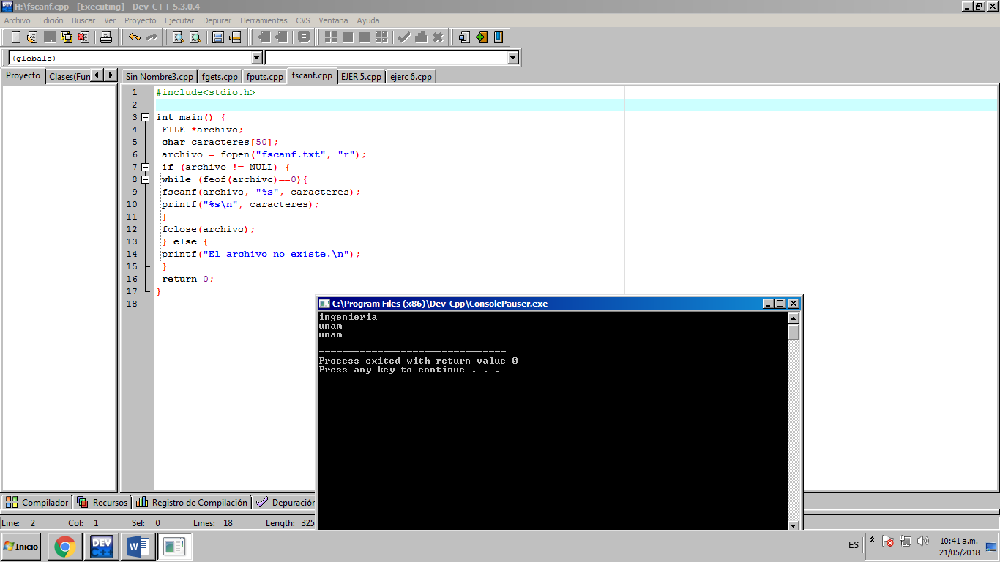 H:\fscanf.cpp - [Executing] - Dev-C++ 5.3.0.4
Archivo Edición Buscar Ver Proyecto Ejecutar Depurar Herramientas CVS Ventana Ayuda
(globals)
Proyecto Clases(Fun Sin Nombre3.cpp fgets.cpp fputs.cpp fscanf.cpp EJER 5.cpp ejerc 6.cpp
1 #include<stdio.h>
2
3 int main() {
4 FILE *archivo;
5 char caracteres[50];
6 archivo = fopen("fscanf.txt", "r");
7 if (archivo != NULL) {
8 while (feof(archivo)==0){
9 fscanf(archivo, "%s", caracteres);
10 printf("%s\n", caracteres);
11 }
12 fclose(archivo);
13 } else {
14 printf("El archivo no existe.\n");
15 }
16 return 0;
17 }
18
C:\Program Files (x86)\Dev-Cpp\ConsolePauser.exe
ingenieria
unam
unam
--------------------------------
Process exited with return value 0
Press any key to continue . . .
Compilador Recursos Registro de Compilación Depuración
Line: 2 Col: 1 Sel: 0 Lines: 18 Length: 325
Inicio DEV C++ W ES 10:41 a.m.
21/05/2018